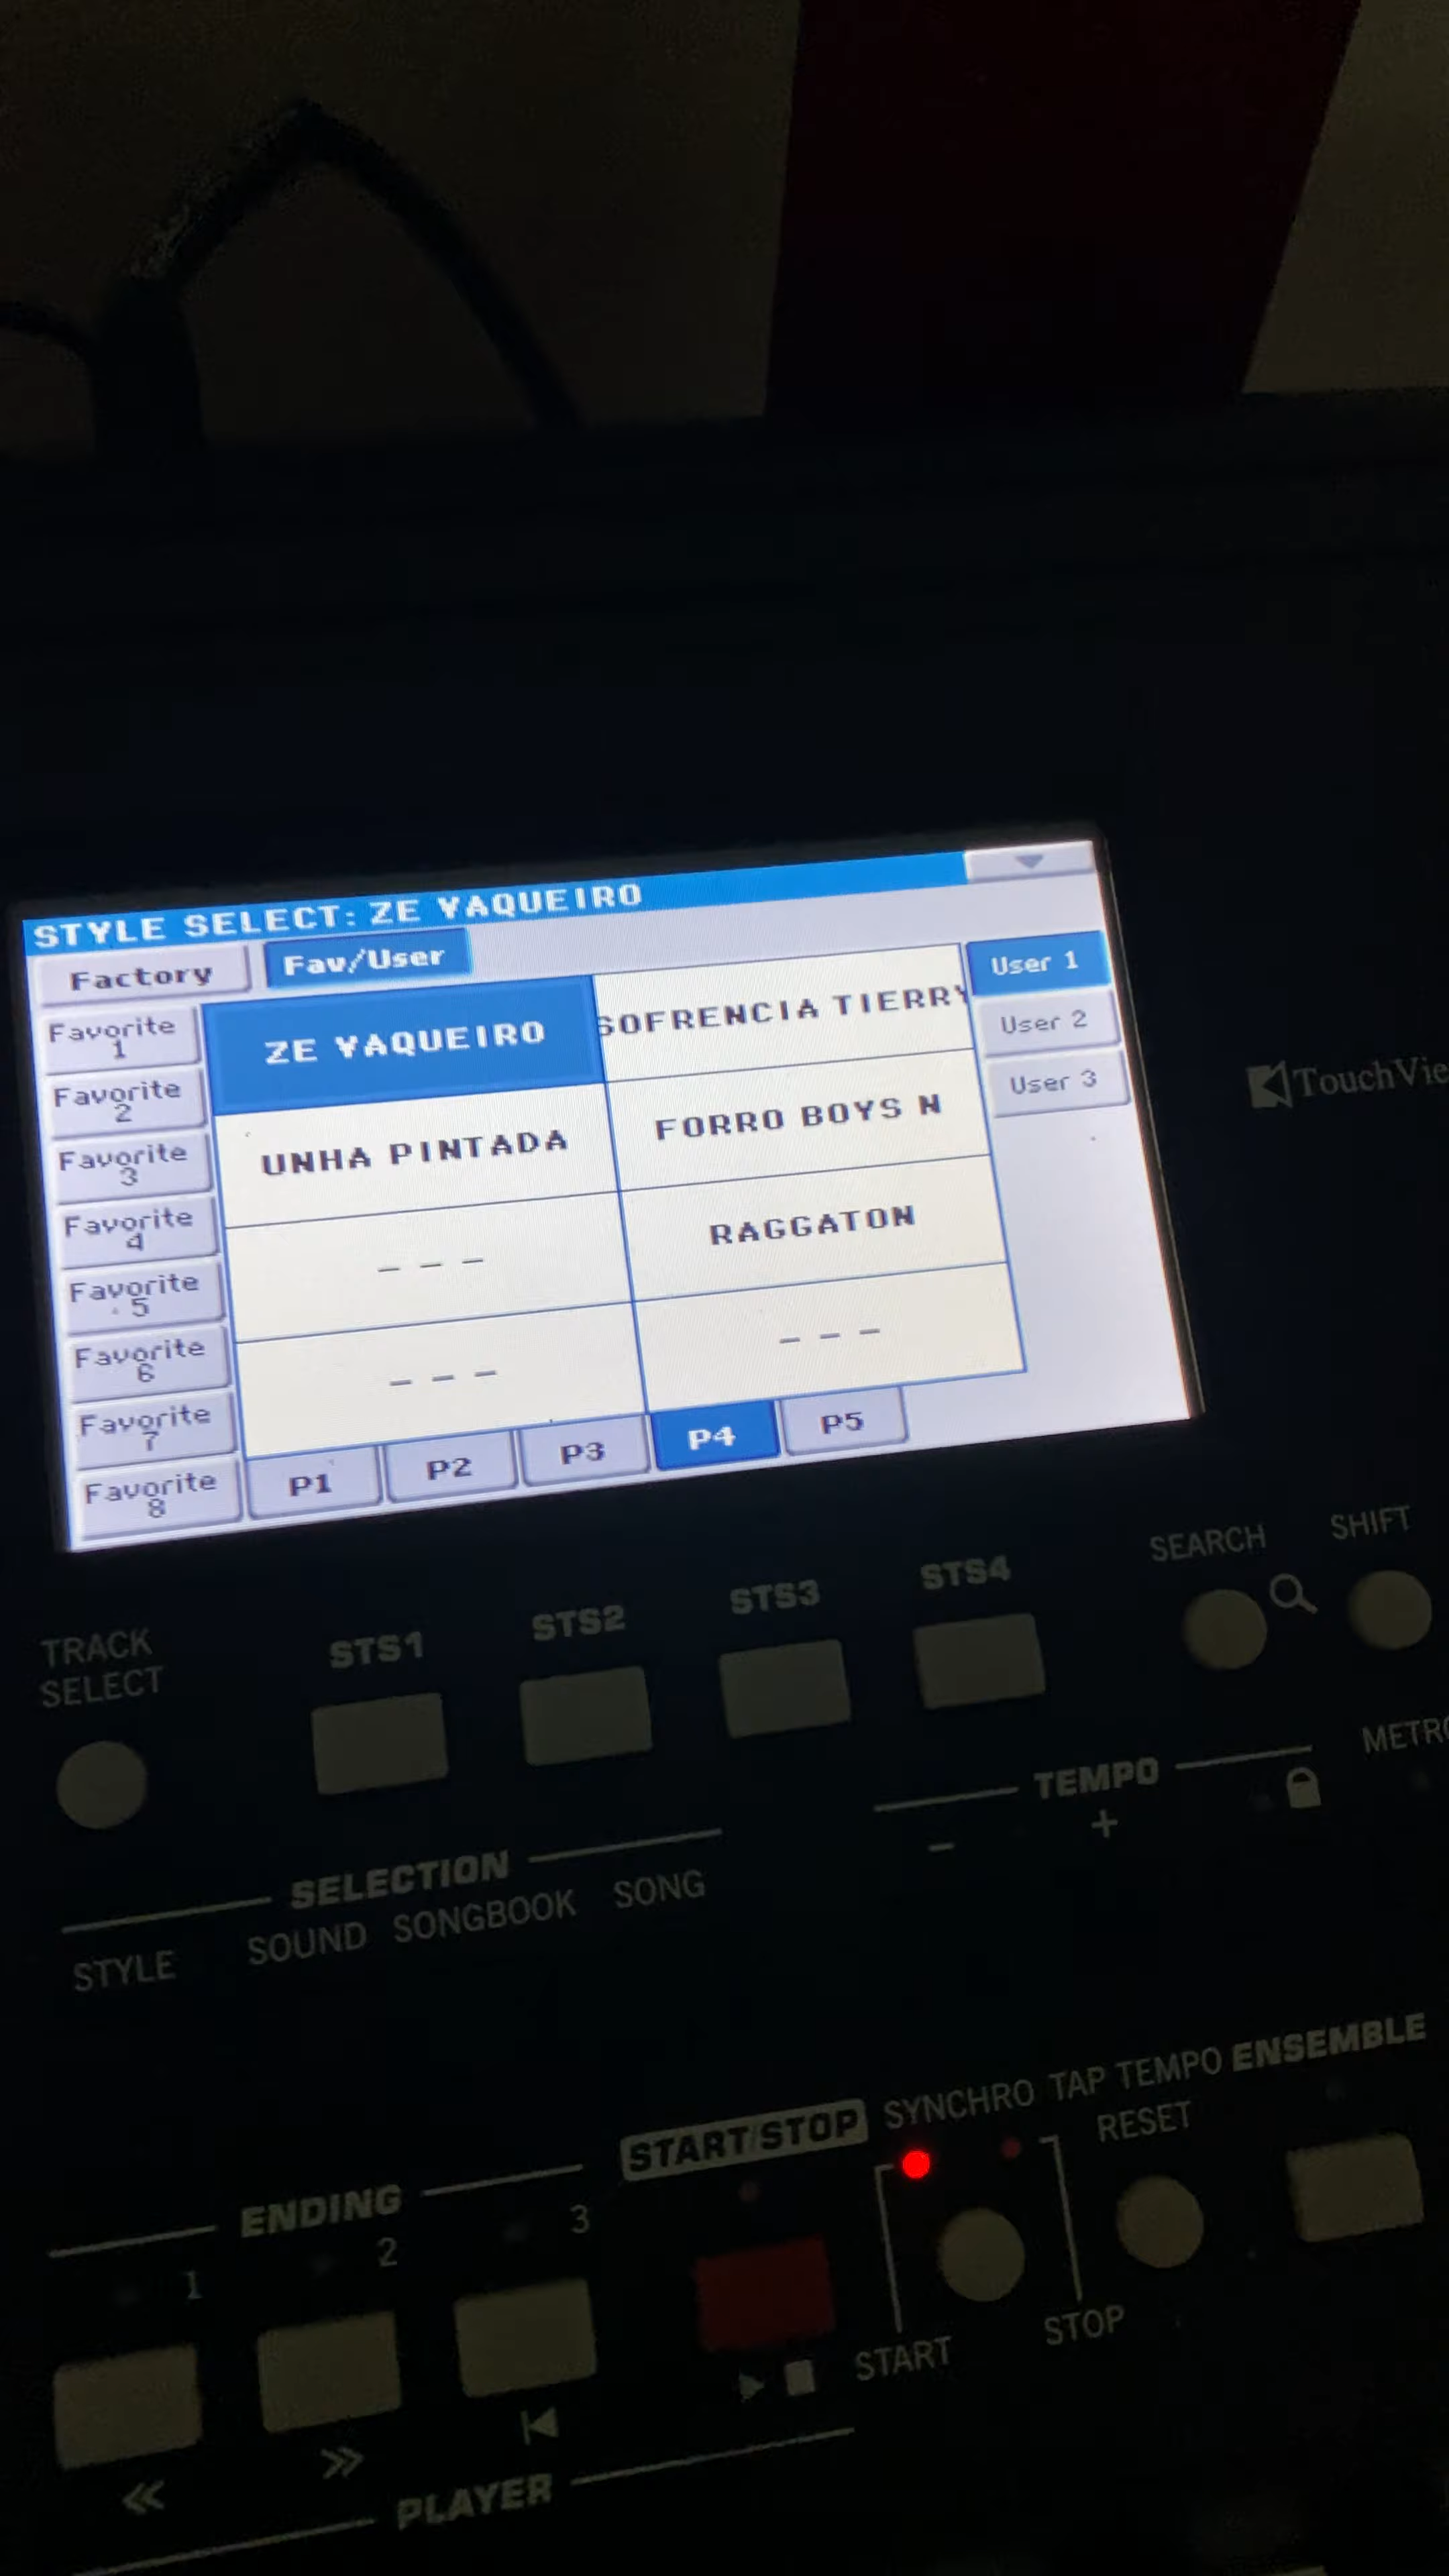 STYLE SELECT: ZE VAQUEIRO
Factory
Fav/User
Favorite 1
Favorite 2
Favorite 3
Favorite 4
Favorite 5
Favorite 6
Favorite 7
Favorite 8
ZE VAQUEIRO
SOFRENCIA TIERRY
UNHA PINTADA
FORRO BOYS N
- - -
RAGGATON
- - -
- - -
User 1
User 2
User 3
P1
P2
P3
P4
P5
TouchVie
TRACK
SELECT
STS1
STS2
STS3
STS4
SEARCH
SHIFT
SELECTION
STYLE
SOUND
SONGBOOK
SONG
TEMPO
-
+
METRO
ENDING
1
2
3
START/STOP
SYNCHRO
TAP TEMPO
RESET
ENSEMBLE
START
STOP
PLAYER